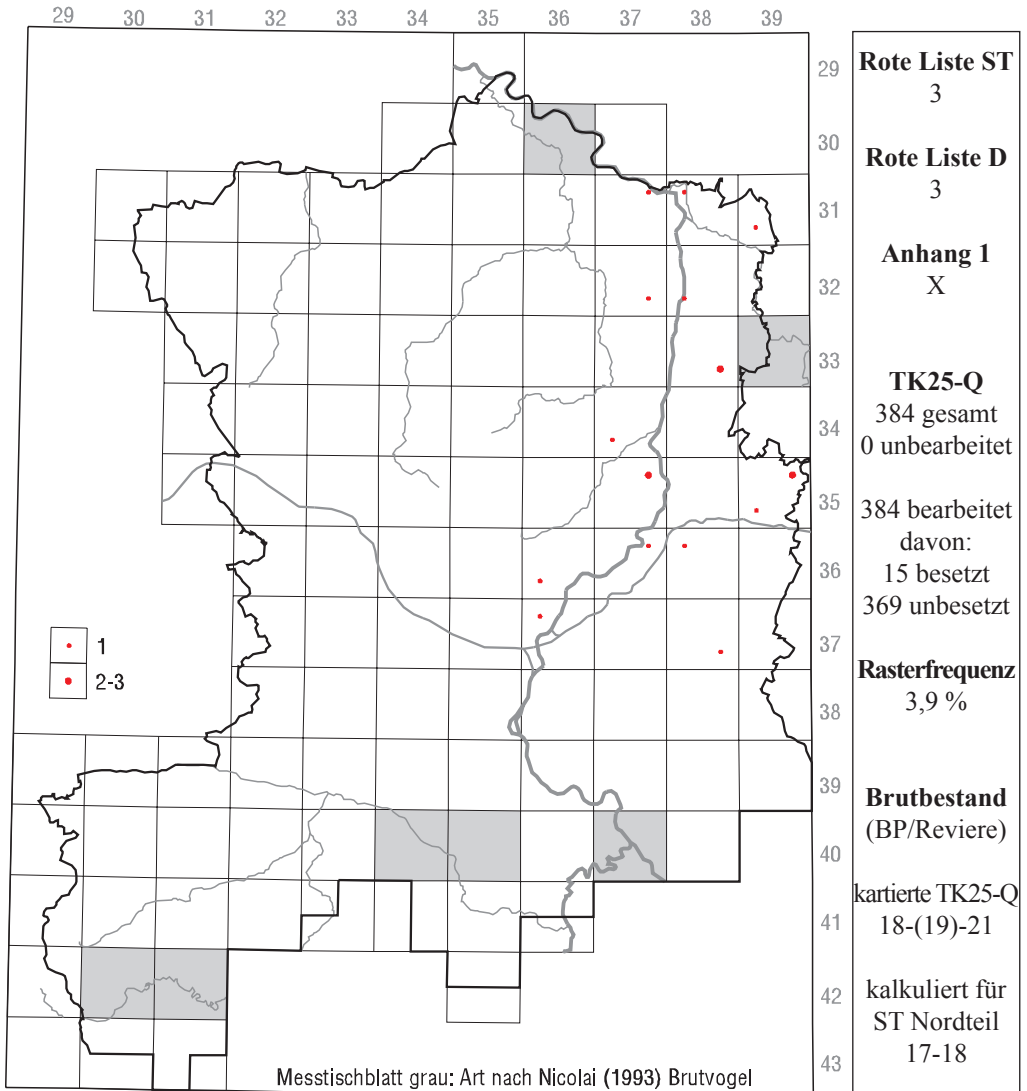 29 30 31 32 33 34 35 36 37 38 39
29
30
31
32
33
34
35
36
37
38
39
40
41
42
43
1
2-3
Messtischblatt grau: Art nach Nicolai (1993) Brutvogel
Rote Liste ST
3
Rote Liste D
3
Anhang 1
X
TK25-Q
384 gesamt
0 unbearbeitet
384 bearbeitet
davon:
15 besetzt
369 unbesetzt
Rasterfrequenz
3,9 %
Brutbestand
(BP/Reviere)
kartierte TK25-Q
18-(19)-21
kalkuliert für
ST Nordteil
17-18